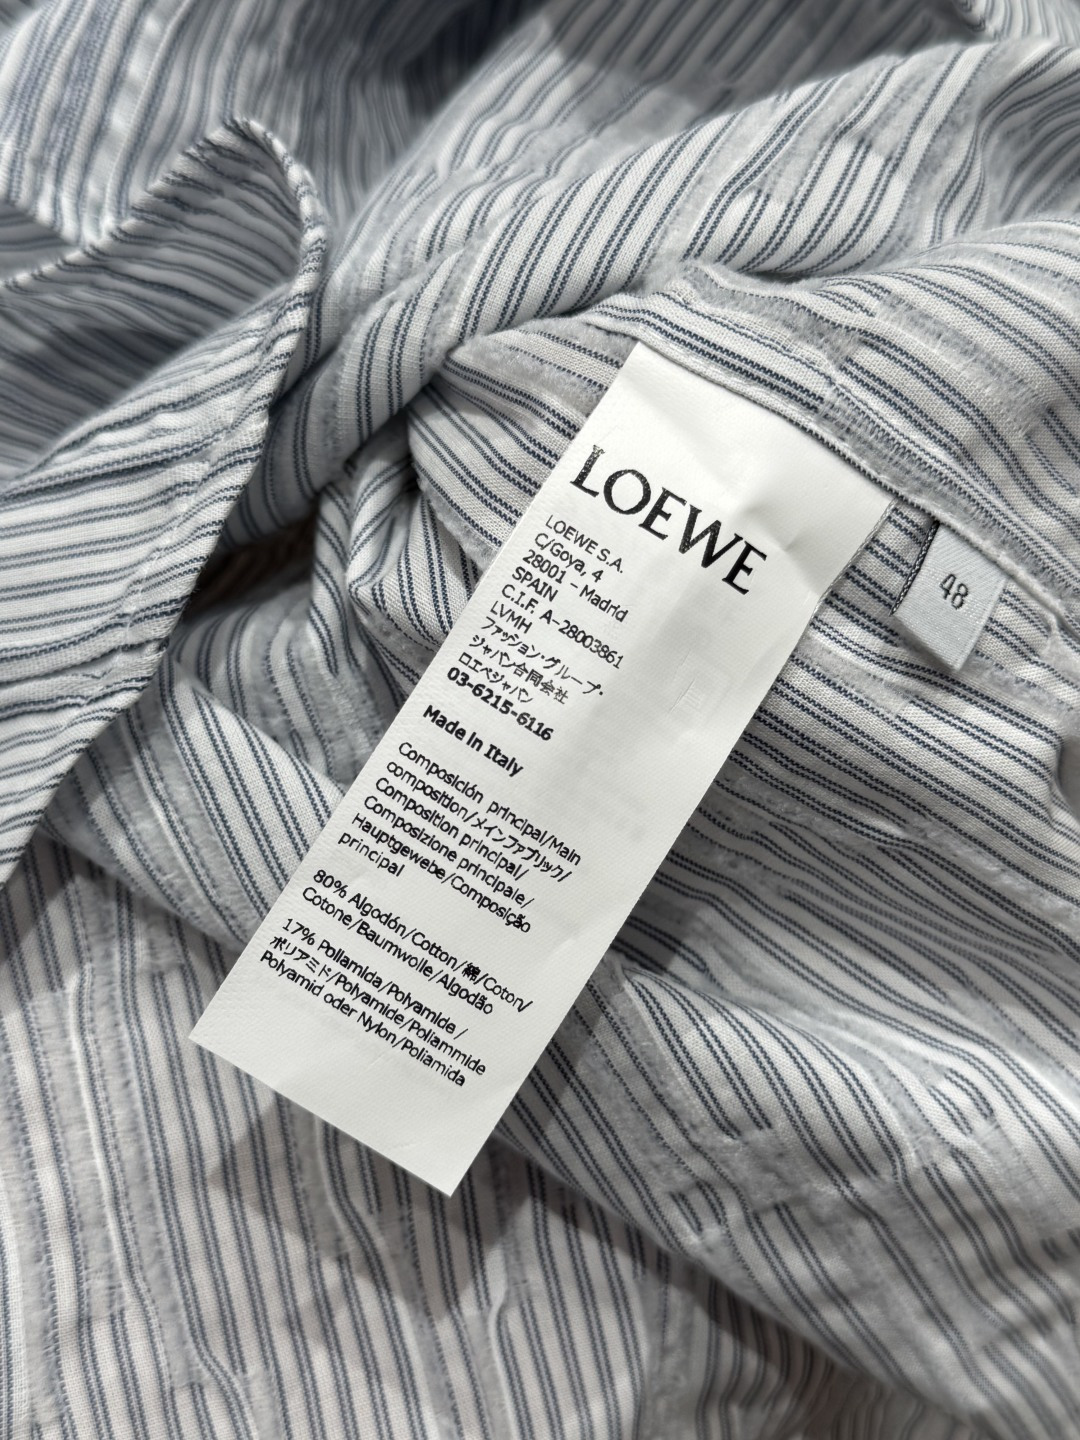 LOEWE
LOEWE S.A.
C/Goya, 4
28001 - Madrid
SPAIN
C.I.F. A-28003861
LVMH
ファッション・グループ・
ジャパン合同会社
ロエベジャパン
03-6215-6116
Made in Italy
Composición principal/Main
composition/メインファブリック/
Composition principal/
Composizione principale/
Hauptgewebe/Composição
principal
80% Algodón/Cotton/綿/Coton/
Cotone/Baumwolle/Algodão
17% Poliamida/Polyamide/
ポリアミド/Polyamide/Poliammide
Polyamid oder Nylon/Poliamida
48